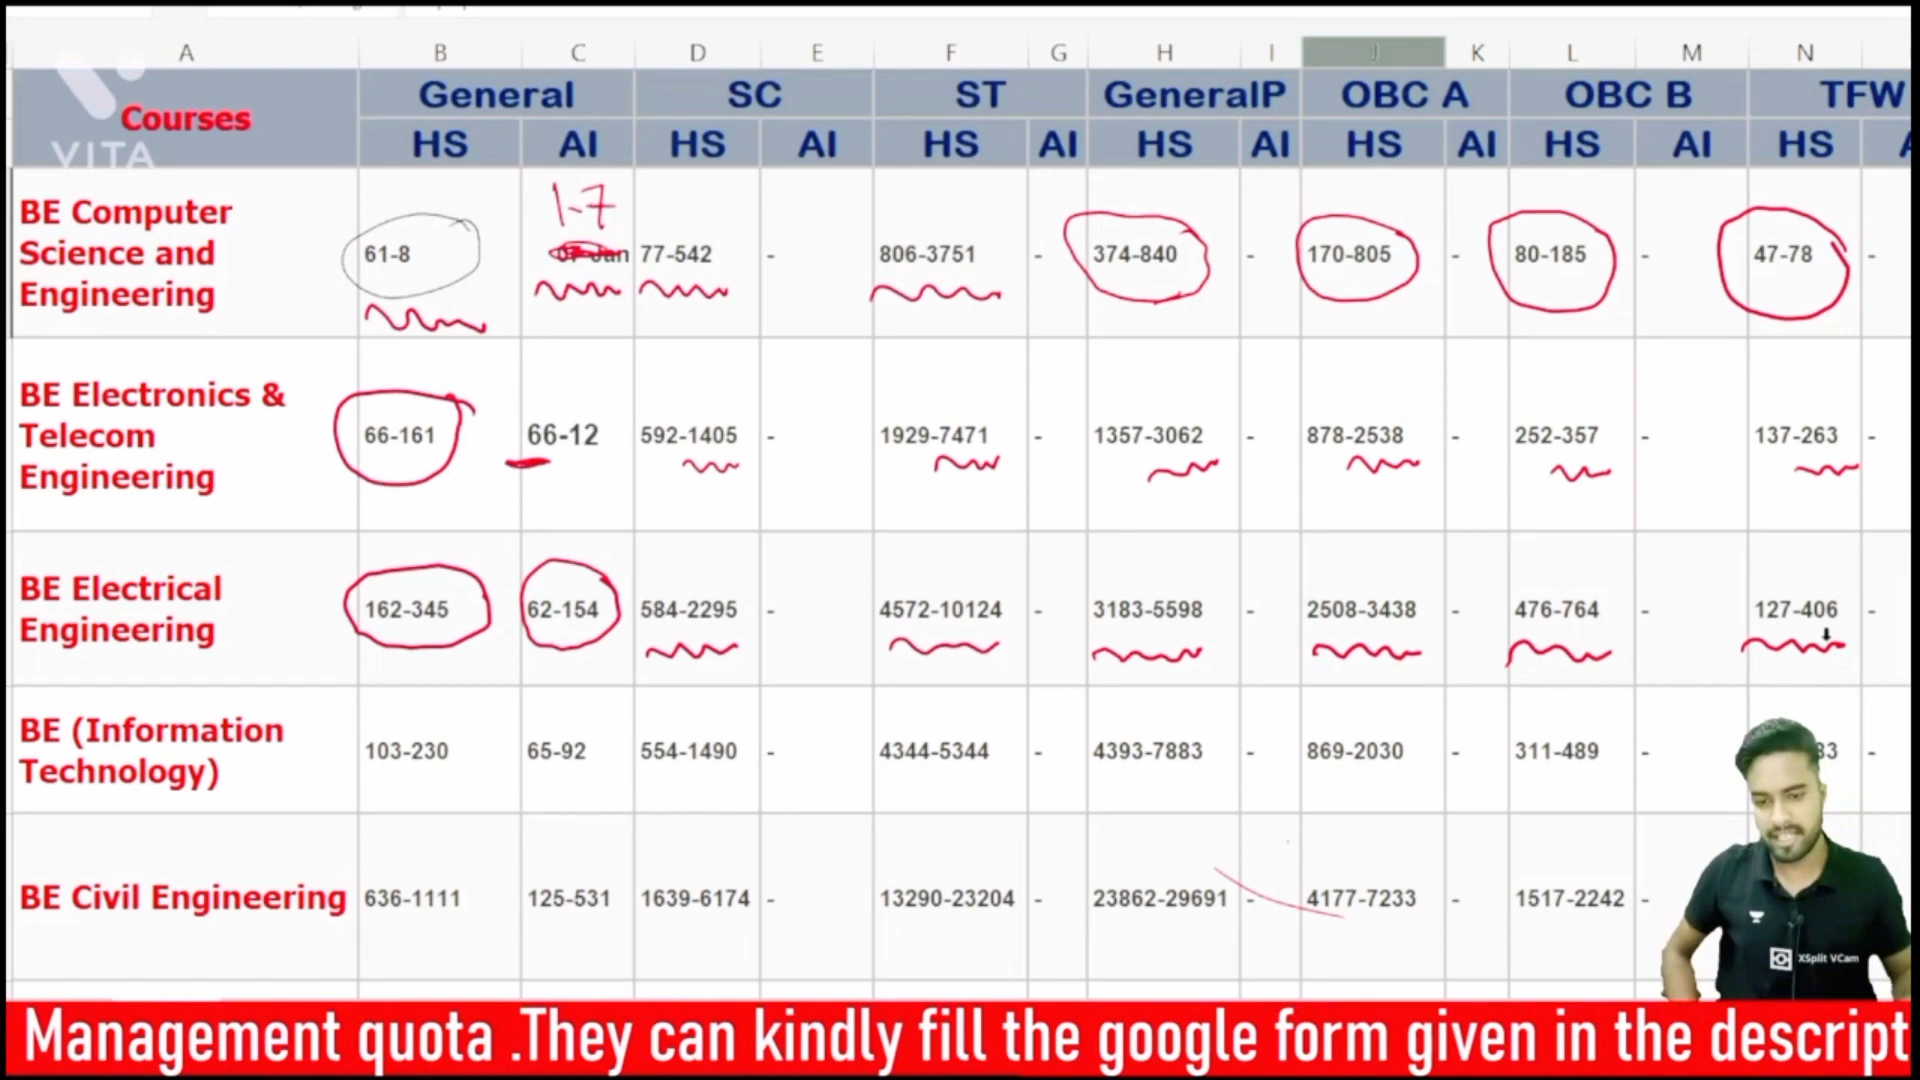 A B C D E F G H I J K L M N
VITA
Courses General SC ST GeneralP OBC A OBC B TFW
HS AI HS AI HS AI HS AI HS AI HS AI HS
1-7
BE Computer
Science and
Engineering
61-8 77-542 - 806-3751 - 374-840 - 170-805 - 80-185 - 47-78 -
BE Electronics &
Telecom
Engineering
66-161 66-12 592-1405 - 1929-7471 - 1357-3062 - 878-2538 - 252-357 - 137-263 -
BE Electrical
Engineering
162-345 62-154 584-2295 - 4572-10124 - 3183-5598 - 2508-3438 - 476-764 - 127-406 -
BE (Information
Technology)
103-230 65-92 554-1490 - 4344-5344 - 4393-7883 - 869-2030 - 311-489 - -
BE Civil Engineering 636-1111 125-531 1639-6174 - 13290-23204 - 23862-29691 - 4177-7233 - 1517-2242 -
XSplit VCam
Management quota .They can kindly fill the google form given in the descript